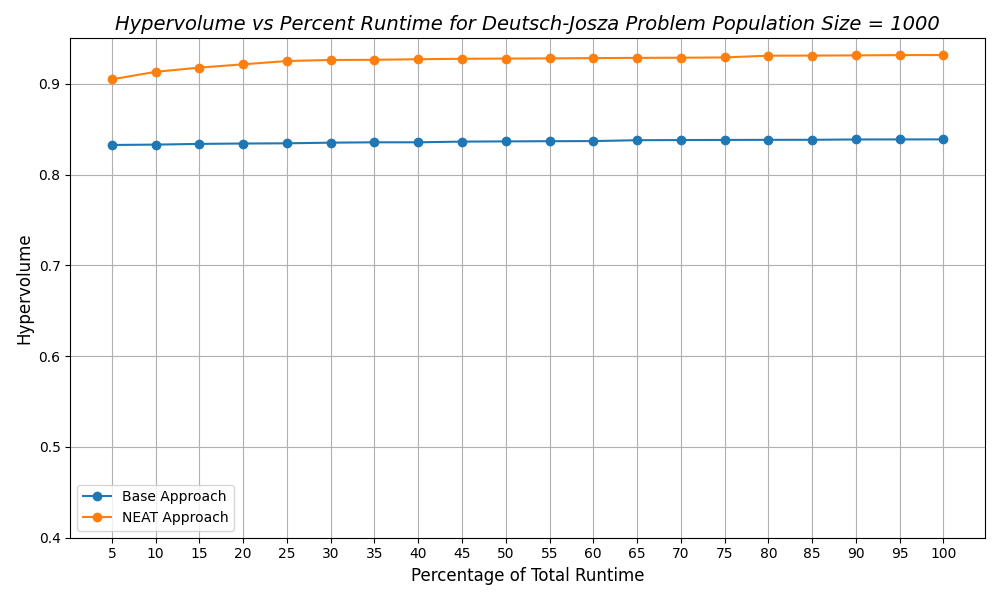 Hypervolume vs Percent Runtime for Deutsch-Josza Problem Population Size = 1000
Hypervolume
0.9
0.8
0.7
0.6
0.5
0.4
Base Approach
NEAT Approach
5 10 15 20 25 30 35 40 45 50 55 60 65 70 75 80 85 90 95 100
Percentage of Total Runtime